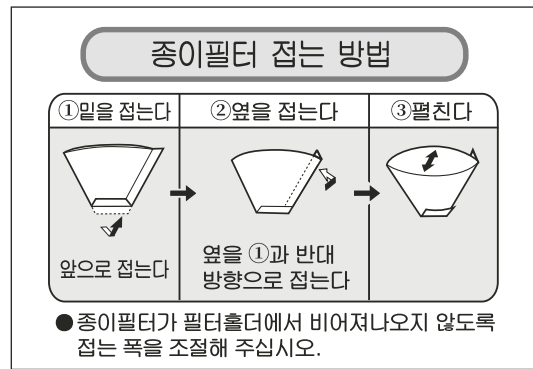 종이필터 접는 방법
①밑을 접는다
②옆을 접는다
③펼친다
앞으로 접는다
옆을 ①과 반대
방향으로 접는다
●종이필터가 필터홀더에서 비어져나오지 않도록
접는 폭을 조절해 주십시오.